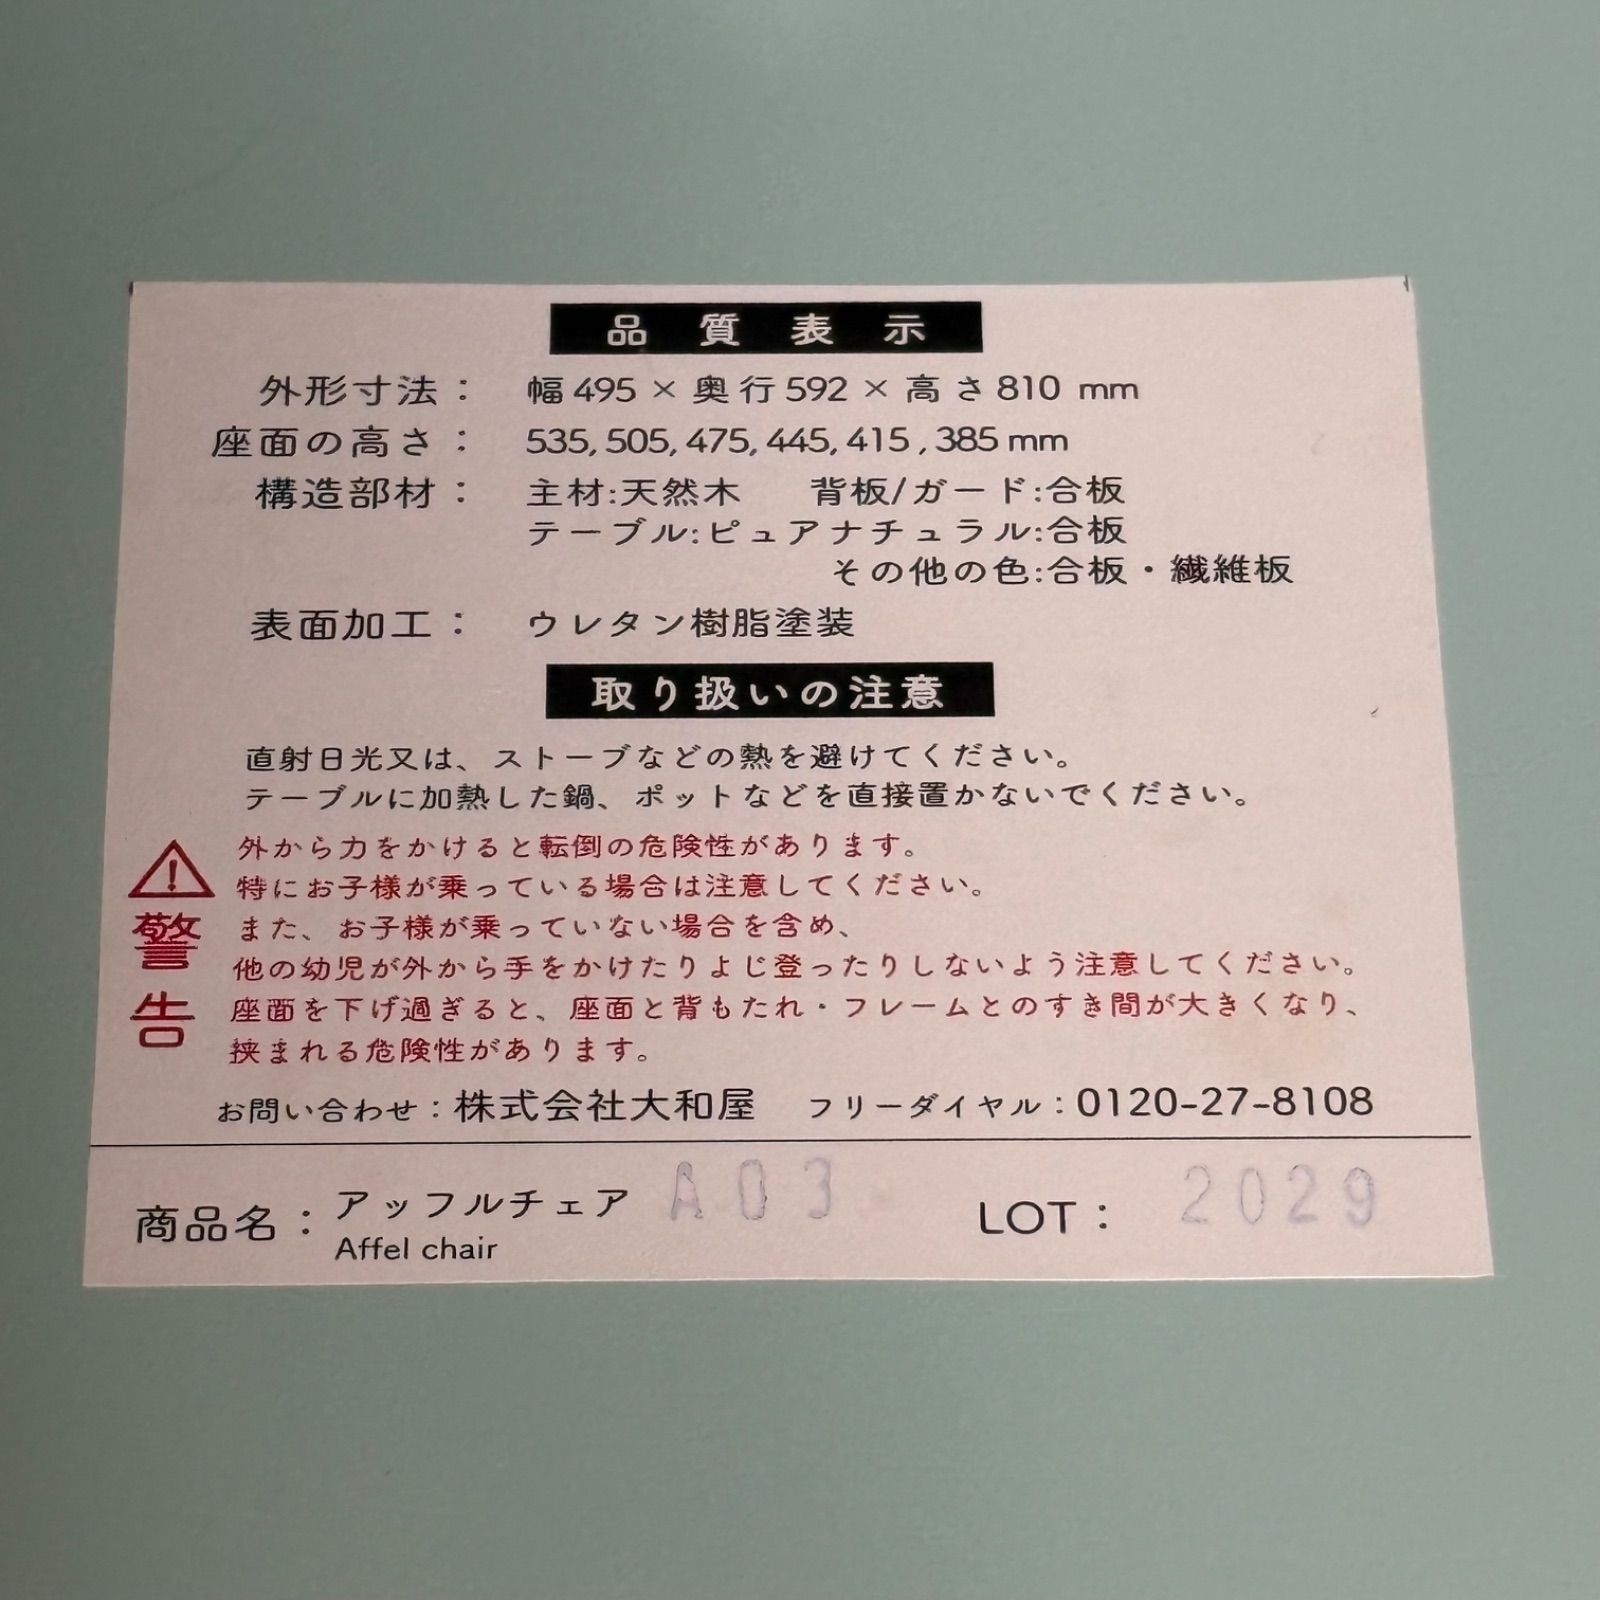 品質表示
外形寸法： 幅495×奥行592×高さ810 mm
座面の高さ： 535, 505, 475, 445, 415, 385mm
構造部材： 主材:天然木 背板/ガード:合板
テーブル:ピュアナチュラル:合板
その他の色:合板・繊維板
表面加工： ウレタン樹脂塗装
取り扱いの注意
直射日光又は、ストーブなどの熱を避けてください。
テーブルに加熱した鍋、ポットなどを直接置かないでください。
警告
外から力をかけると転倒の危険性があります。
特にお子様が乗っている場合は注意してください。
また、お子様が乗っていない場合を含め、
他の幼児が外から手をかけたりよじ登ったりしないよう注意してください。
座面を下げ過ぎると、座面と背もたれ・フレームとのすき間が大きくなり、
挟まれる危険性があります。
お問い合わせ：株式会社大和屋 フリーダイヤル：0120-27-8108
商品名：アッフルチェア A03 LOT： 2029
Affel chair